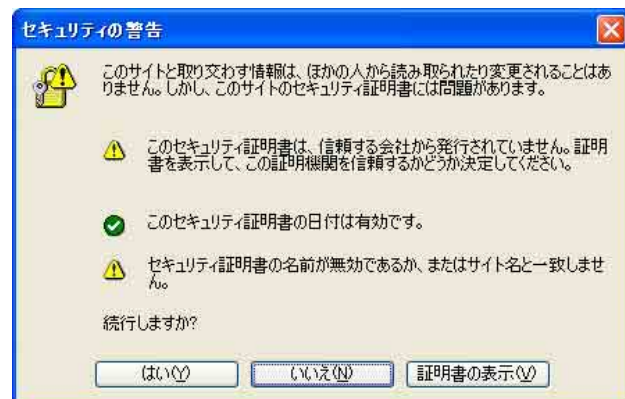 セキュリティの警告
このサイトと取り交わす情報は、ほかの人から読み取られたり変更されることはあ
りません。しかし、このサイトのセキュリティ証明書には問題があります。
このセキュリティ証明書は、信頼する会社から発行されていません。証明
書を表示して、この証明機関を信頼するかどうか決定してください。
このセキュリティ証明書の日付は有効です。
セキュリティ証明書の名前が無効であるか、またはサイト名と一致しませ
ん。
続行しますか?
はい(Y) いいえ(N) 証明書の表示(V)